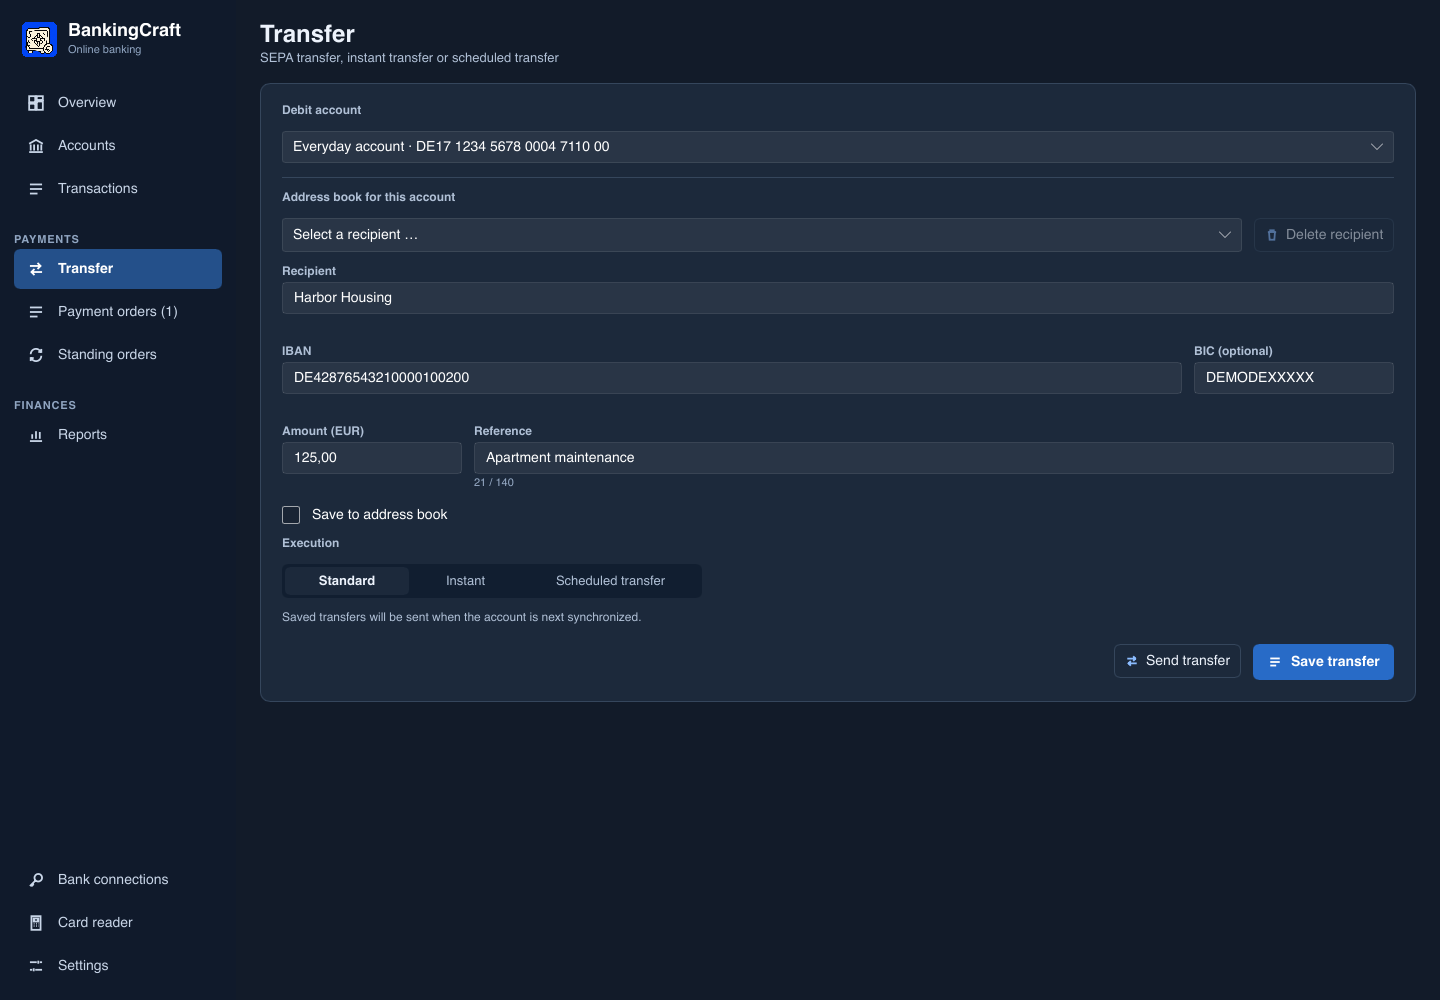 BankingCraft
Online banking
Overview
Accounts
Transactions
PAYMENTS
Transfer
Payment orders (1)
Standing orders
FINANCES
Reports
Bank connections
Card reader
Settings
Transfer
SEPA transfer, instant transfer or scheduled transfer
Debit account
Everyday account · DE17 1234 5678 0004 7110 00
Address book for this account
Select a recipient …
Delete recipient
Recipient
Harbor Housing
IBAN
BIC (optional)
DE42876543210000100200
DEMODEXXXXX
Amount (EUR)
Reference
125,00
Apartment maintenance
21 / 140
Save to address book
Execution
Standard
Instant
Scheduled transfer
Saved transfers will be sent when the account is next synchronized.
Send transfer
Save transfer